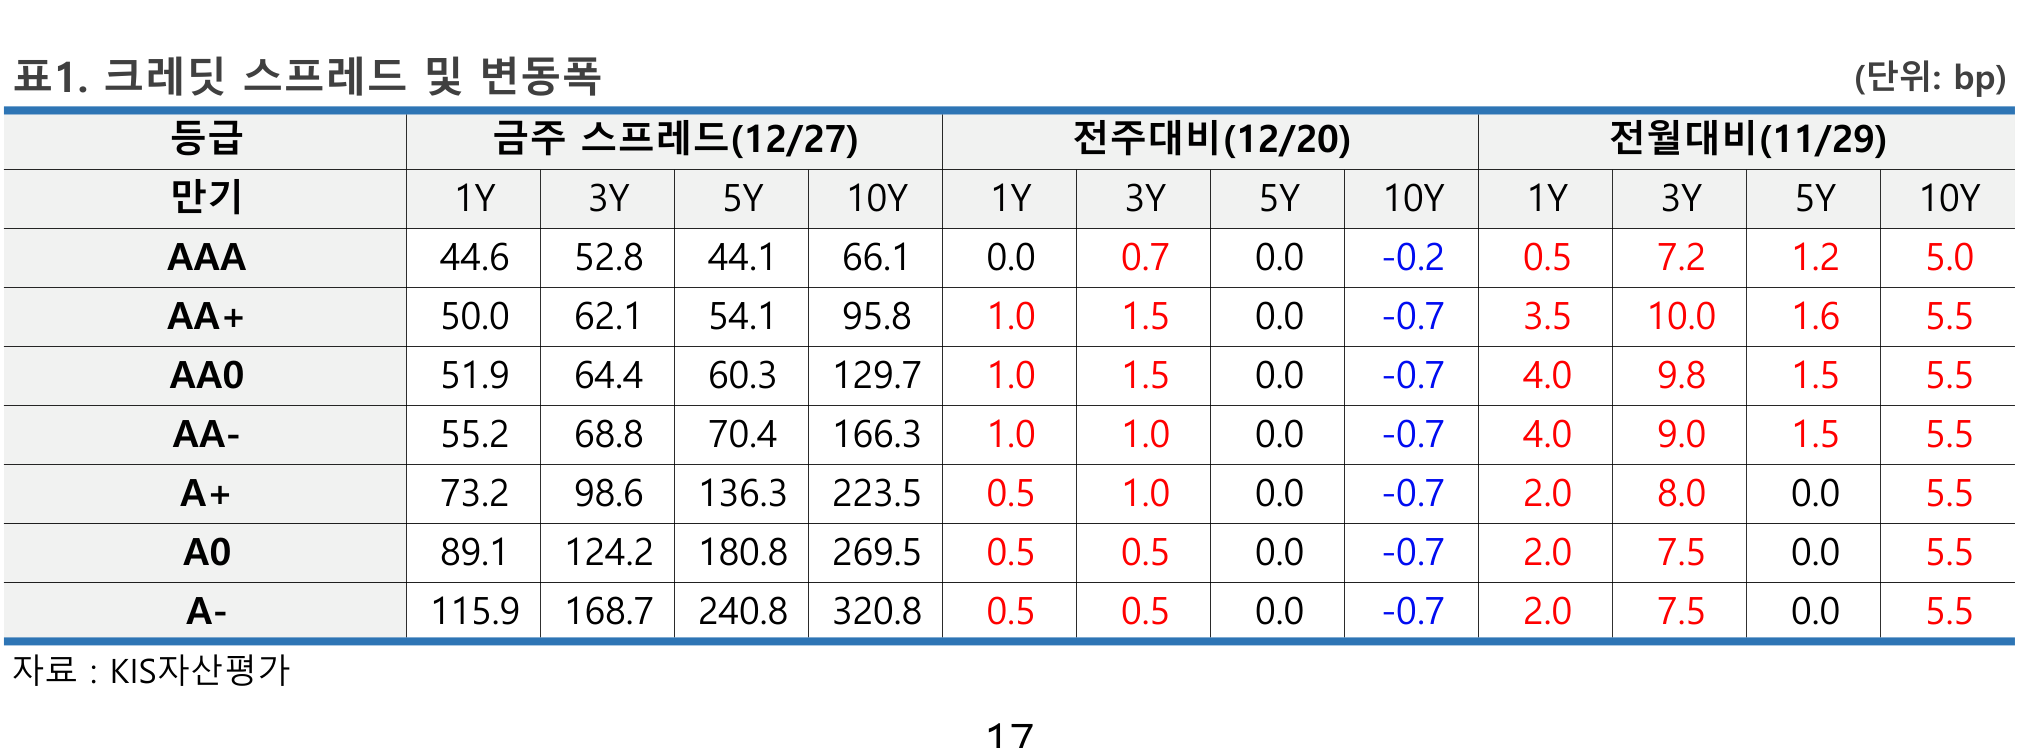 표1. 크레딧 스프레드 및 변동폭 (단위: bp)
등급 금주 스프레드(12/27) 전주대비(12/20) 전월대비(11/29)
만기 1Y 3Y 5Y 10Y 1Y 3Y 5Y 10Y 1Y 3Y 5Y 10Y
AAA 44.6 52.8 44.1 66.1 0.0 0.7 0.0 -0.2 0.5 7.2 1.2 5.0
AA+ 50.0 62.1 54.1 95.8 1.0 1.5 0.0 -0.7 3.5 10.0 1.6 5.5
AA0 51.9 64.4 60.3 129.7 1.0 1.5 0.0 -0.7 4.0 9.8 1.5 5.5
AA- 55.2 68.8 70.4 166.3 1.0 1.0 0.0 -0.7 4.0 9.0 1.5 5.5
A+ 73.2 98.6 136.3 223.5 0.5 1.0 0.0 -0.7 2.0 8.0 0.0 5.5
A0 89.1 124.2 180.8 269.5 0.5 0.5 0.0 -0.7 2.0 7.5 0.0 5.5
A- 115.9 168.7 240.8 320.8 0.5 0.5 0.0 -0.7 2.0 7.5 0.0 5.5
자료 : KIS자산평가
17